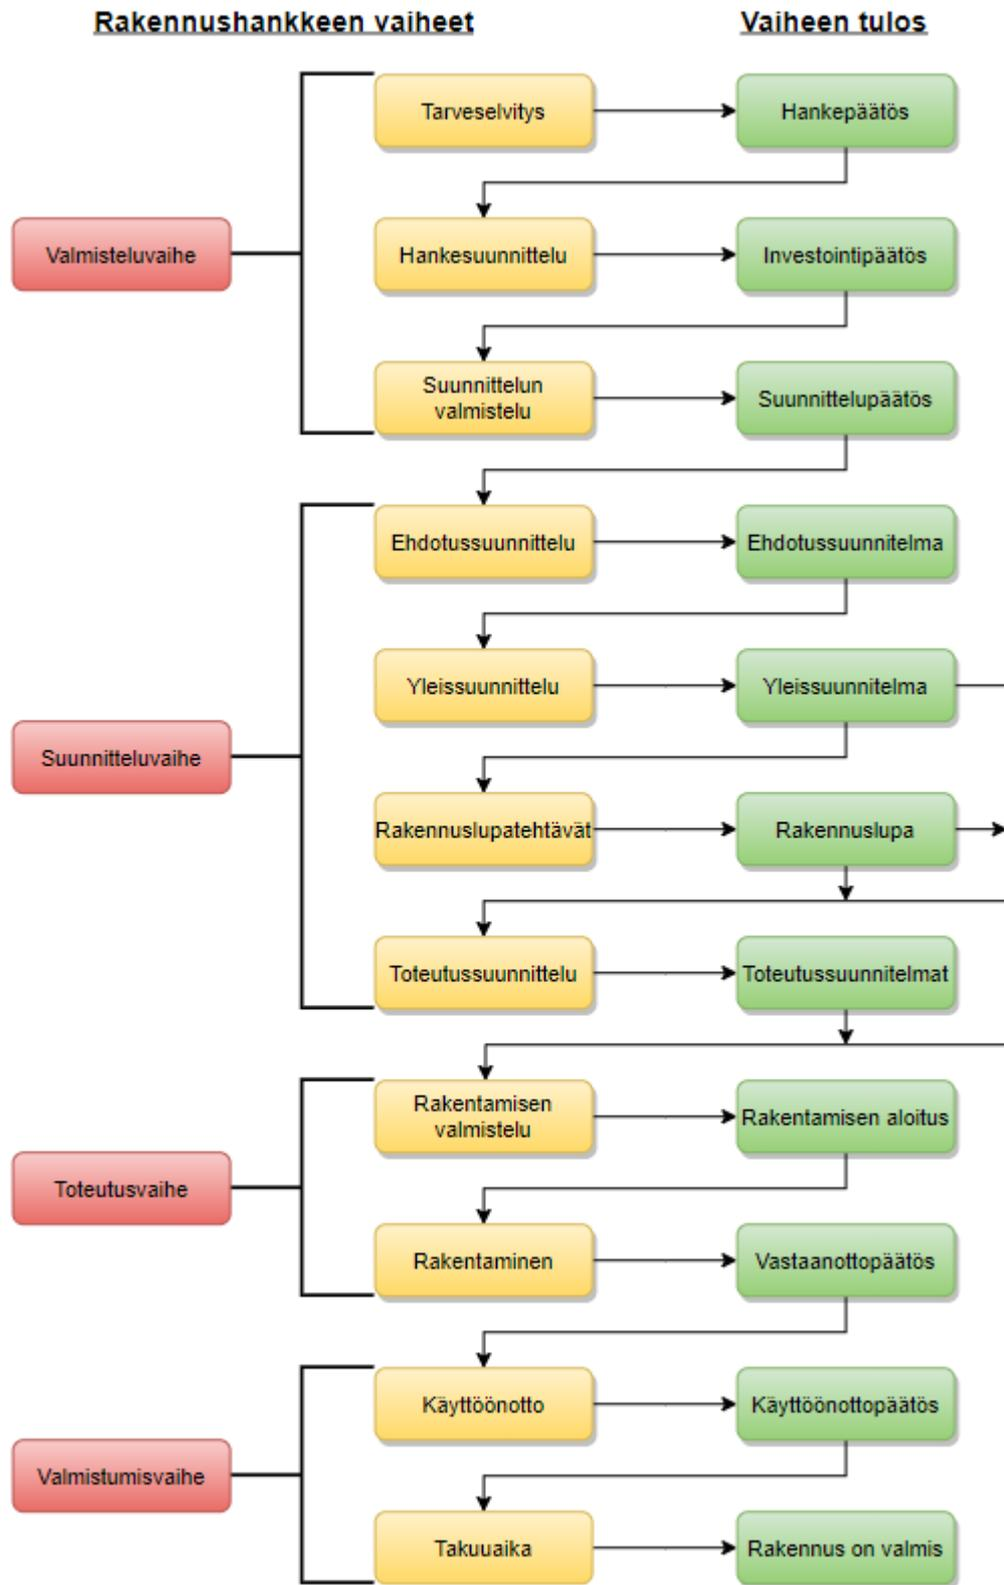 Rakennushankkeen vaiheet
Vaiheen tulos
Tarveselvitys
Hankepäätös
Valmisteluvaihe
Hankesuunnittelu
Investointipäätös
Suunnittelun
valmistelu
Suunnittelupäätös
Ehdotussuunnittelu
Ehdotussuunnitelma
Yleissuunnittelu
Yleissuunnitelma
Suunnitteluvaihe
Rakennuslupatehtävät
Rakennuslupa
Toteutussuunnittelu
Toteutussuunnitelmat
Rakentamisen
valmistelu
Rakentamisen aloitus
Toteutusvaihe
Rakentaminen
Vastaanottopäätös
Käyttöönotto
Käyttöönottopäätös
Valmistumisvaihe
Takuuaika
Rakennus on valmis